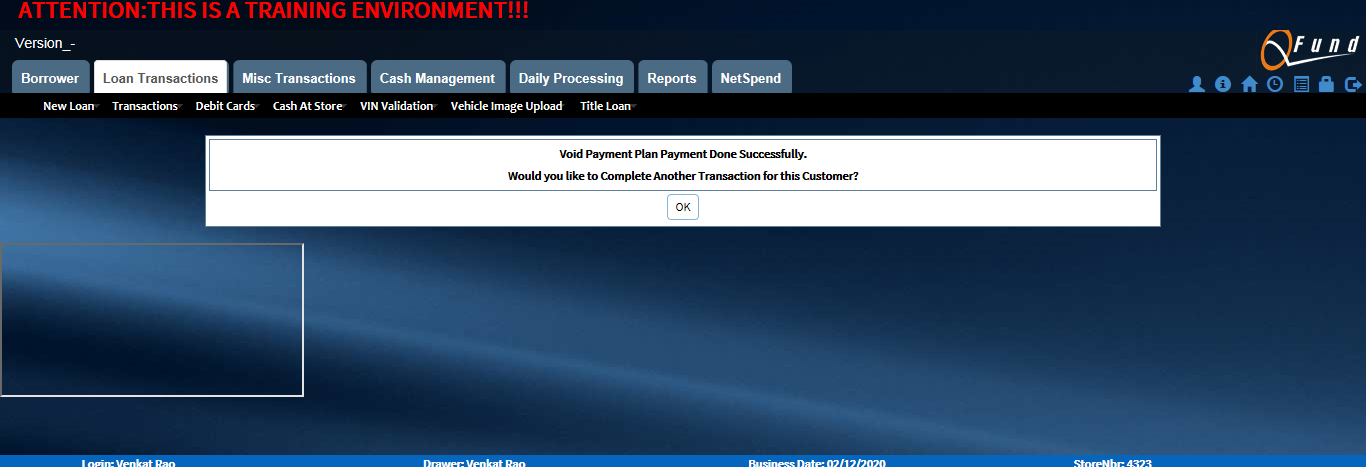 ATTENTION:THIS IS A TRAINING ENVIRONMENT!!!
Version_-
QFund
Borrower Loan Transactions Misc Transactions Cash Management Daily Processing Reports NetSpend
New Loan Transactions Debit Cards Cash At Store VIN Validation Vehicle Image Upload Title Loan
Void Payment Plan Payment Done Successfully.
Would you like to Complete Another Transaction for this Customer?
OK
Login: Venkat Rao Drawer: Venkat Rao Business Date: 02/12/2020 StoreNbr: 4323